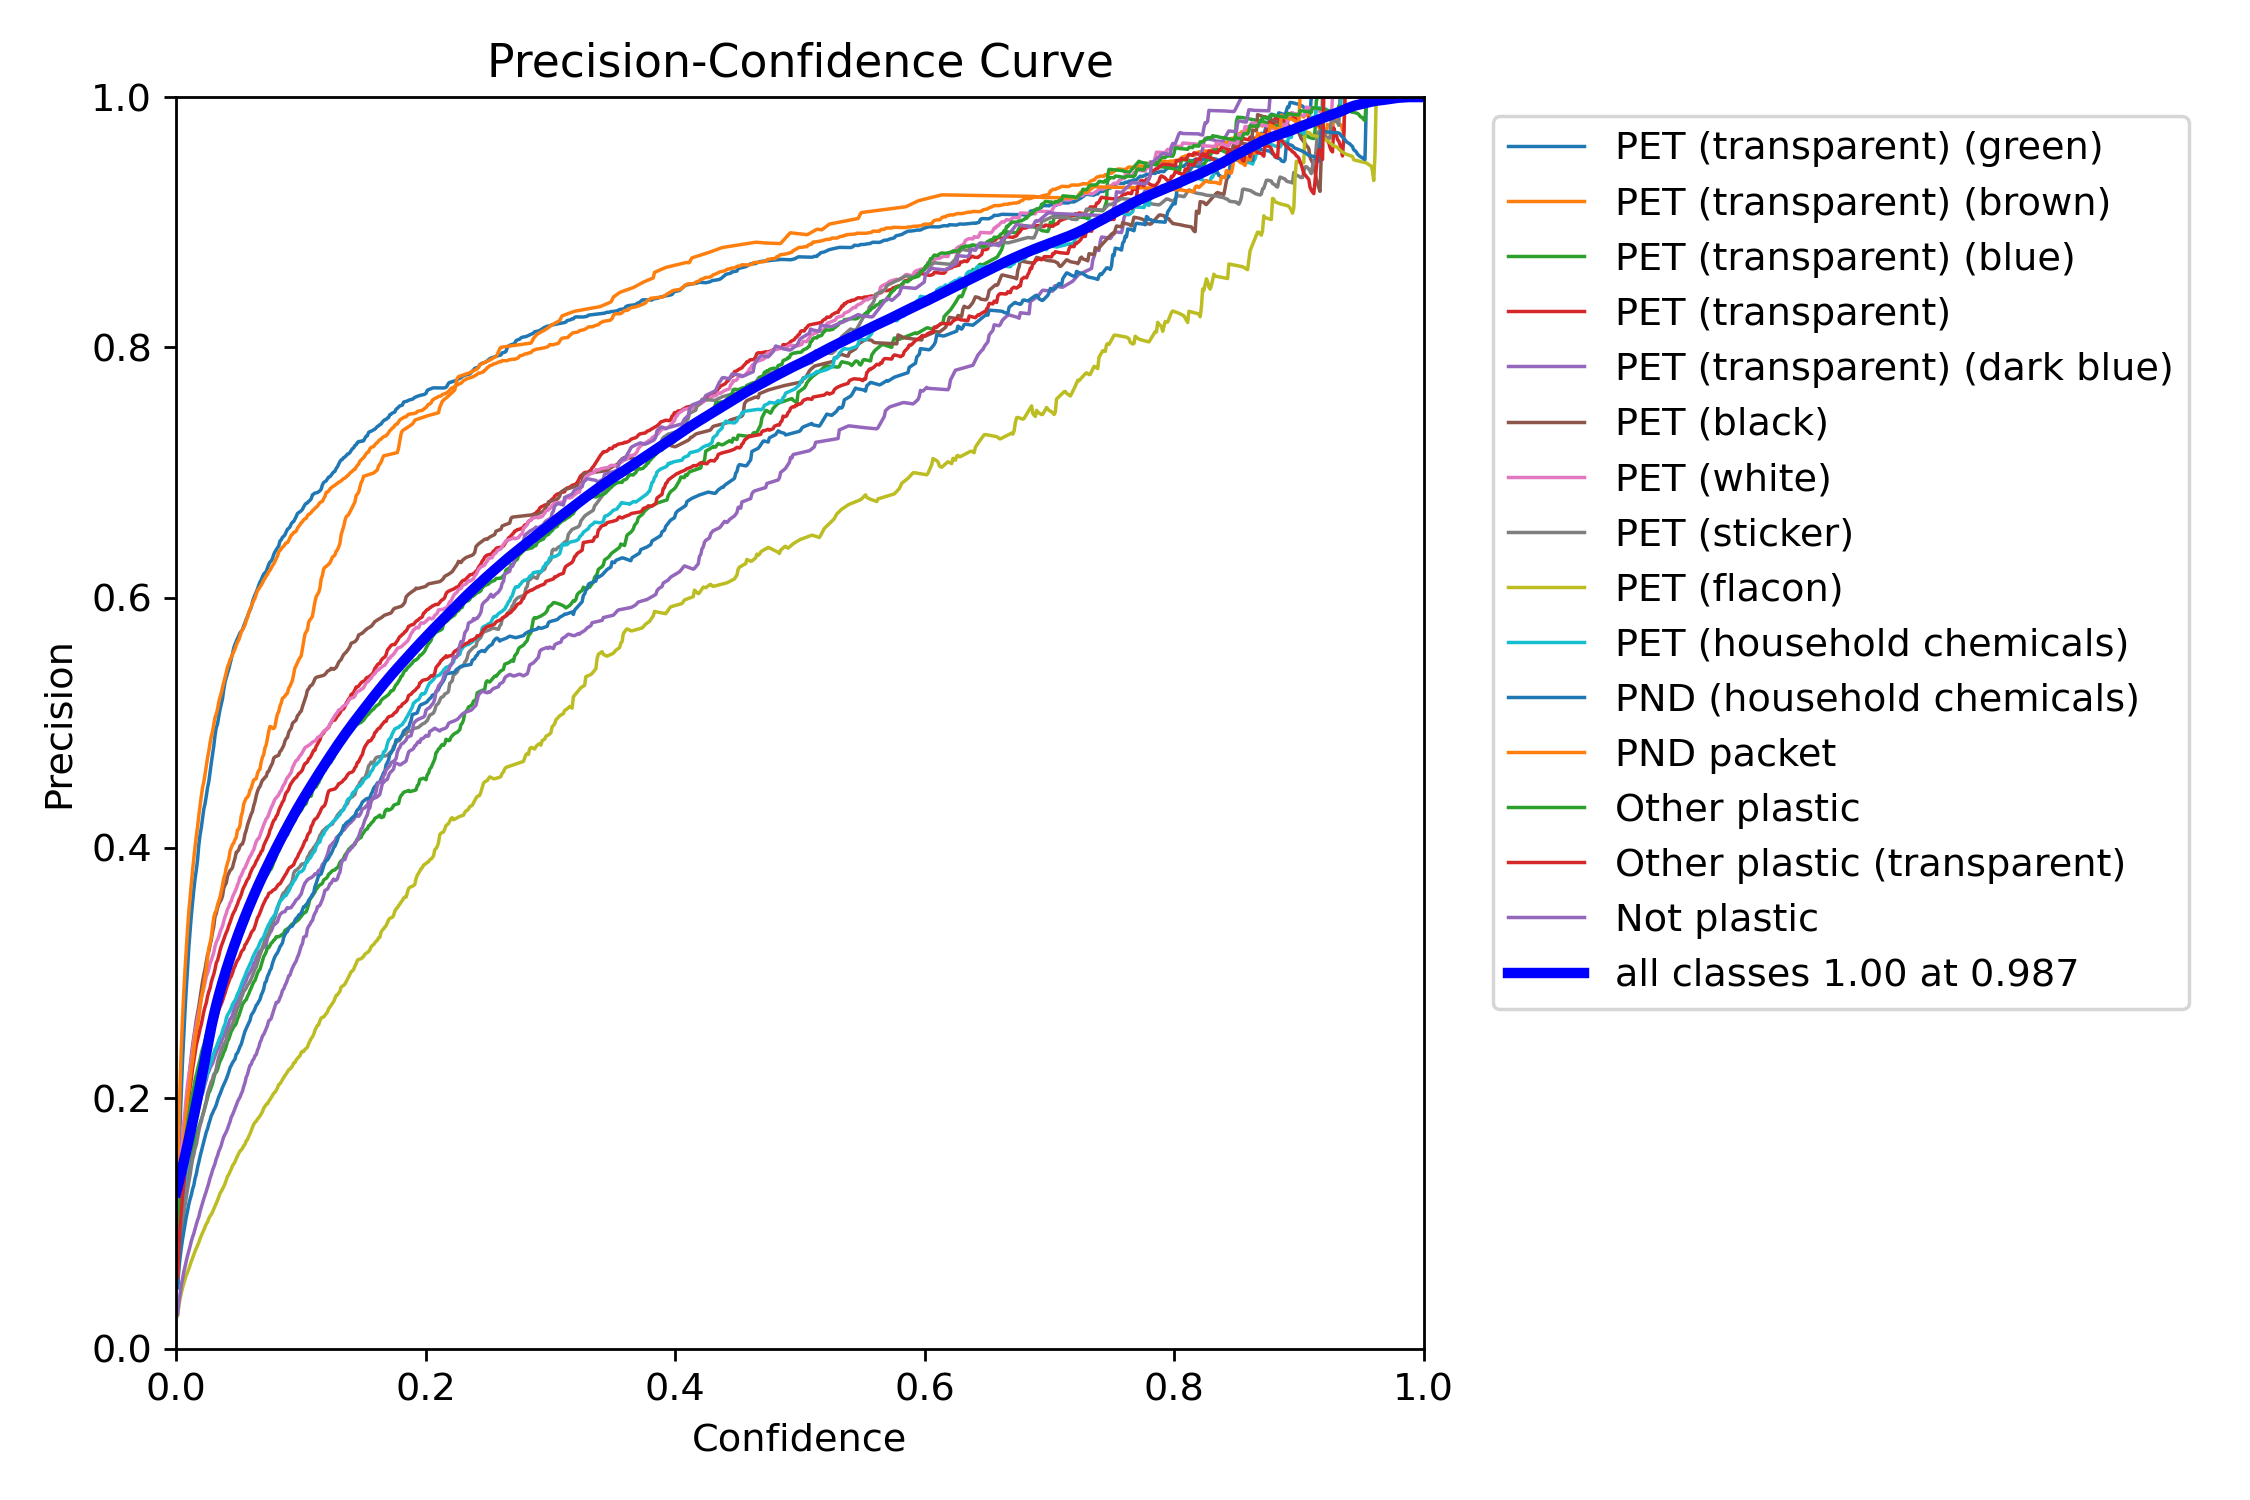 Precision-Confidence Curve
1.0
0.8
0.6
0.4
0.2
0.0
Precision
0.0 0.2 0.4 0.6 0.8 1.0
Confidence
PET (transparent) (green)
PET (transparent) (brown)
PET (transparent) (blue)
PET (transparent)
PET (transparent) (dark blue)
PET (black)
PET (white)
PET (sticker)
PET (flacon)
PET (household chemicals)
PND (household chemicals)
PND packet
Other plastic
Other plastic (transparent)
Not plastic
all classes 1.00 at 0.987